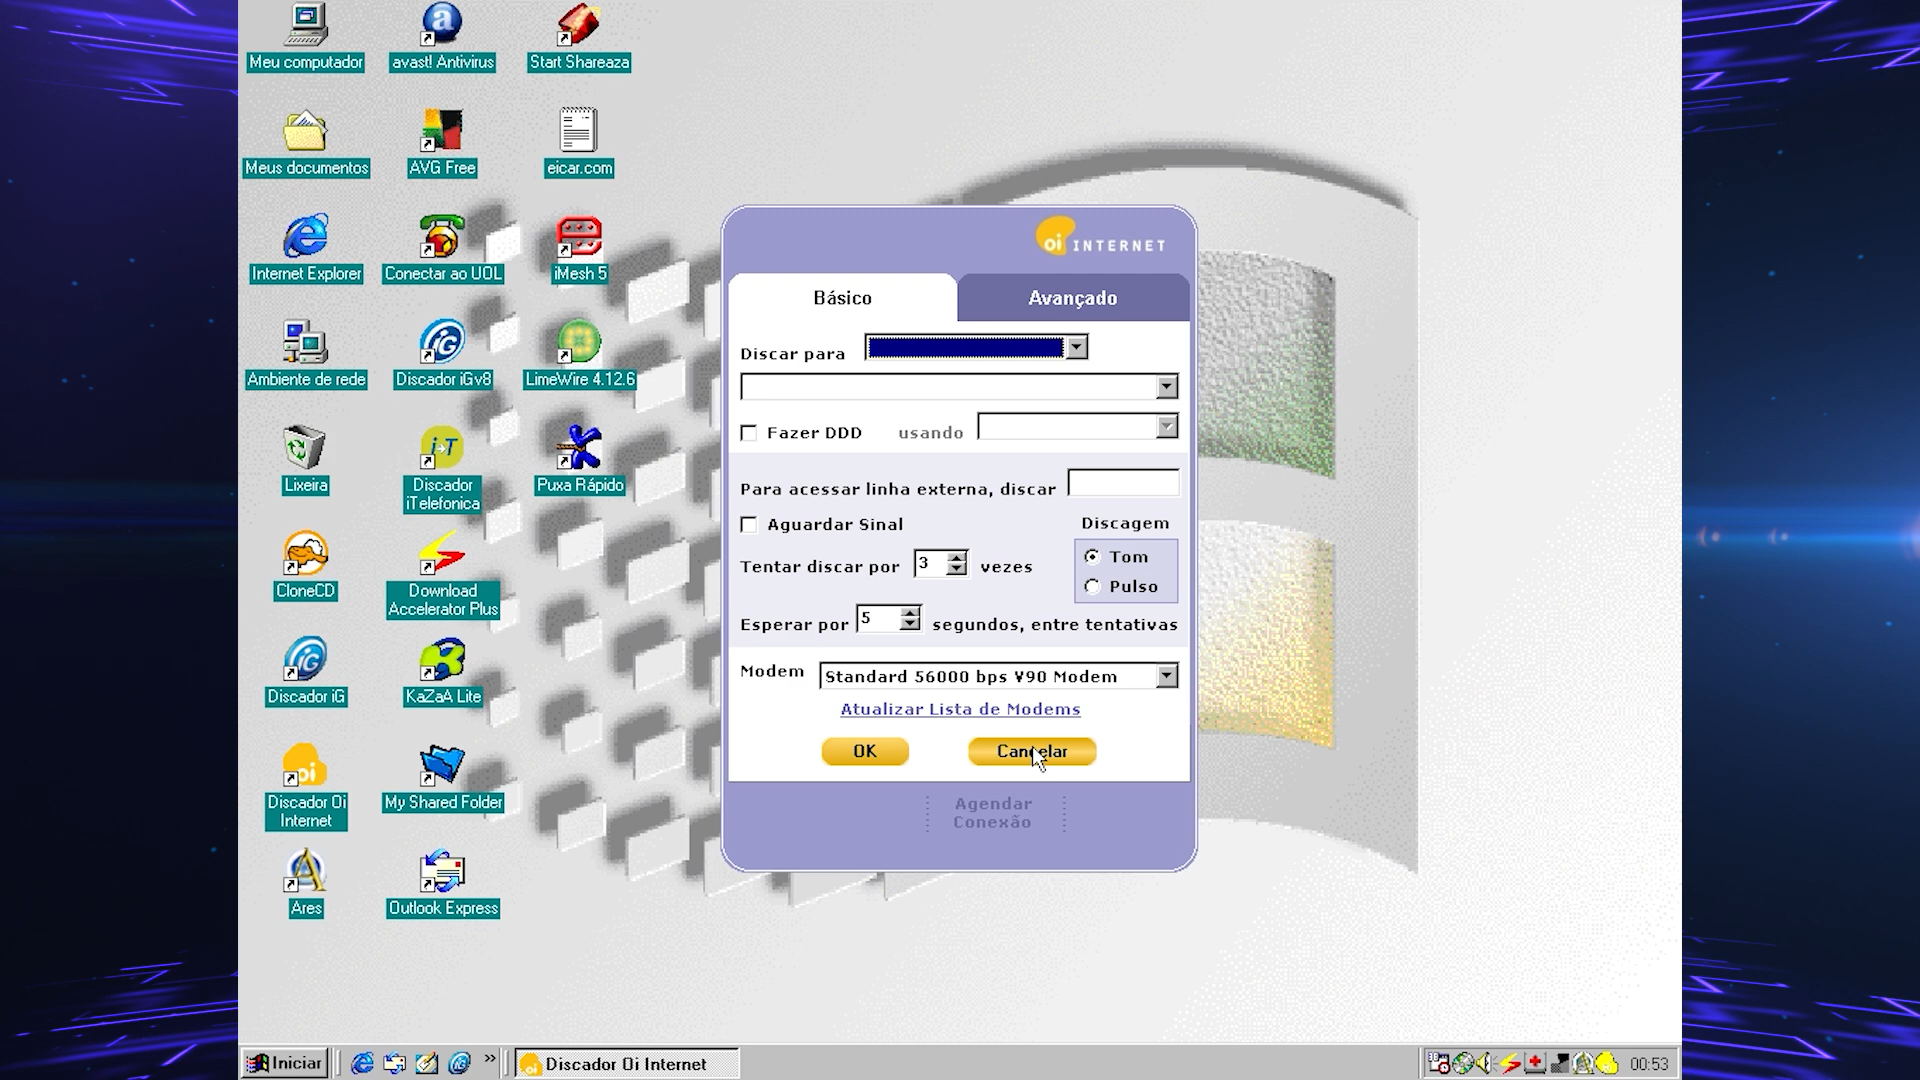 Meu computador
avast! Antivirus
Start Shareaza
Meus documentos
AVG Free
eicar.com
Internet Explorer
Conectar ao UOL
iMesh 5
Ambiente de rede
Discador iGv8
LimeWire 4.12.6
Lixeira
Discador
iTelefonica
Puxa Rápido
CloneCD
Download
Accelerator Plus
Discador iG
KaZaA Lite
Discador Oi
Internet
My Shared Folder
Ares
Outlook Express
oi INTERNET
Básico
Avançado
Discar para
Fazer DDD usando
Para acessar linha externa, discar
Aguardar Sinal
Discagem
Tom
Tentar discar por 3 vezes
Pulso
Esperar por 5 segundos, entre tentativas
Modem Standard 56000 bps V90 Modem
Atualizar Lista de Modems
OK
Cancelar
Agendar
Conexão
Iniciar
Discador Oi Internet
00:53